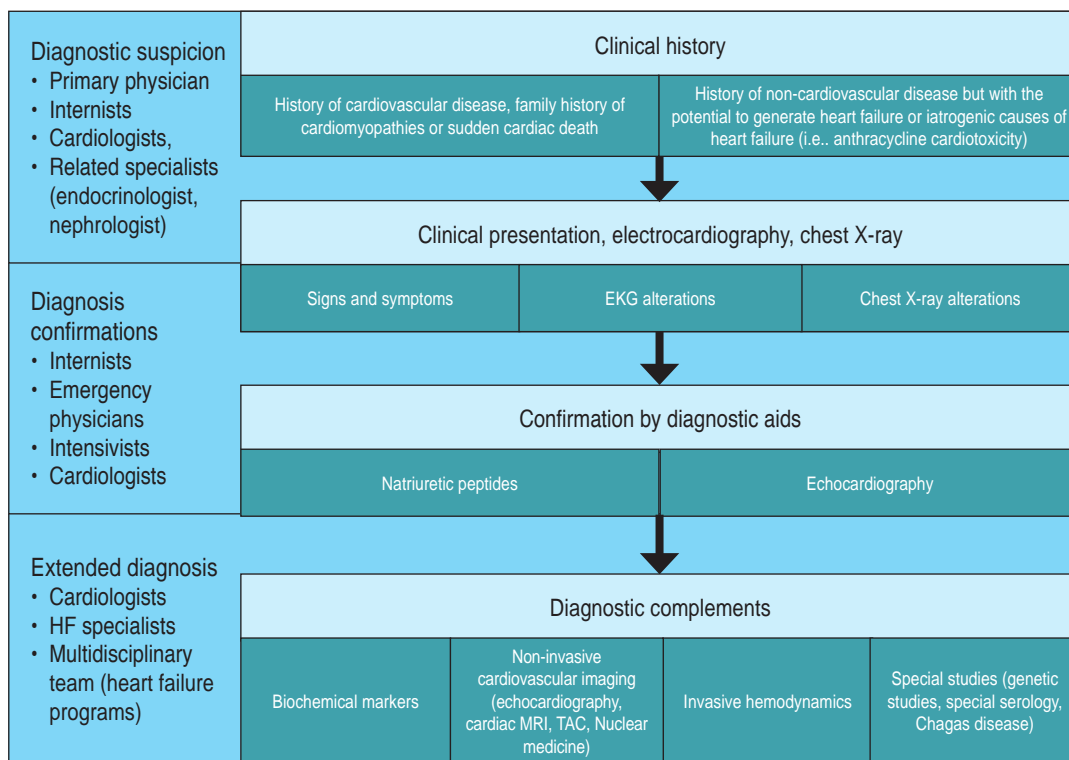 Diagnostic suspicion
• Primary physician
• Internists
• Cardiologists,
• Related specialists
(endocrinologist,
nephrologist)
Clinical history
History of cardiovascular disease, family history of
cardiomyopathies or sudden cardiac death
History of non-cardiovascular disease but with the
potential to generate heart failure or iatrogenic causes of
heart failure (i.e.. anthracycline cardiotoxicity)
Clinical presentation, electrocardiography, chest X-ray
Signs and symptoms
EKG alterations
Chest X-ray alterations
Diagnosis
confirmations
• Internists
• Emergency
physicians
• Intensivists
• Cardiologists
Confirmation by diagnostic aids
Natriuretic peptides
Echocardiography
Extended diagnosis
• Cardiologists
• HF specialists
• Multidisciplinary
team (heart failure
programs)
Diagnostic complements
Biochemical markers
Non-invasive
cardiovascular imaging
(echocardiography,
cardiac MRI, TAC, Nuclear
medicine)
Invasive hemodynamics
Special studies (genetic
studies, special serology,
Chagas disease)